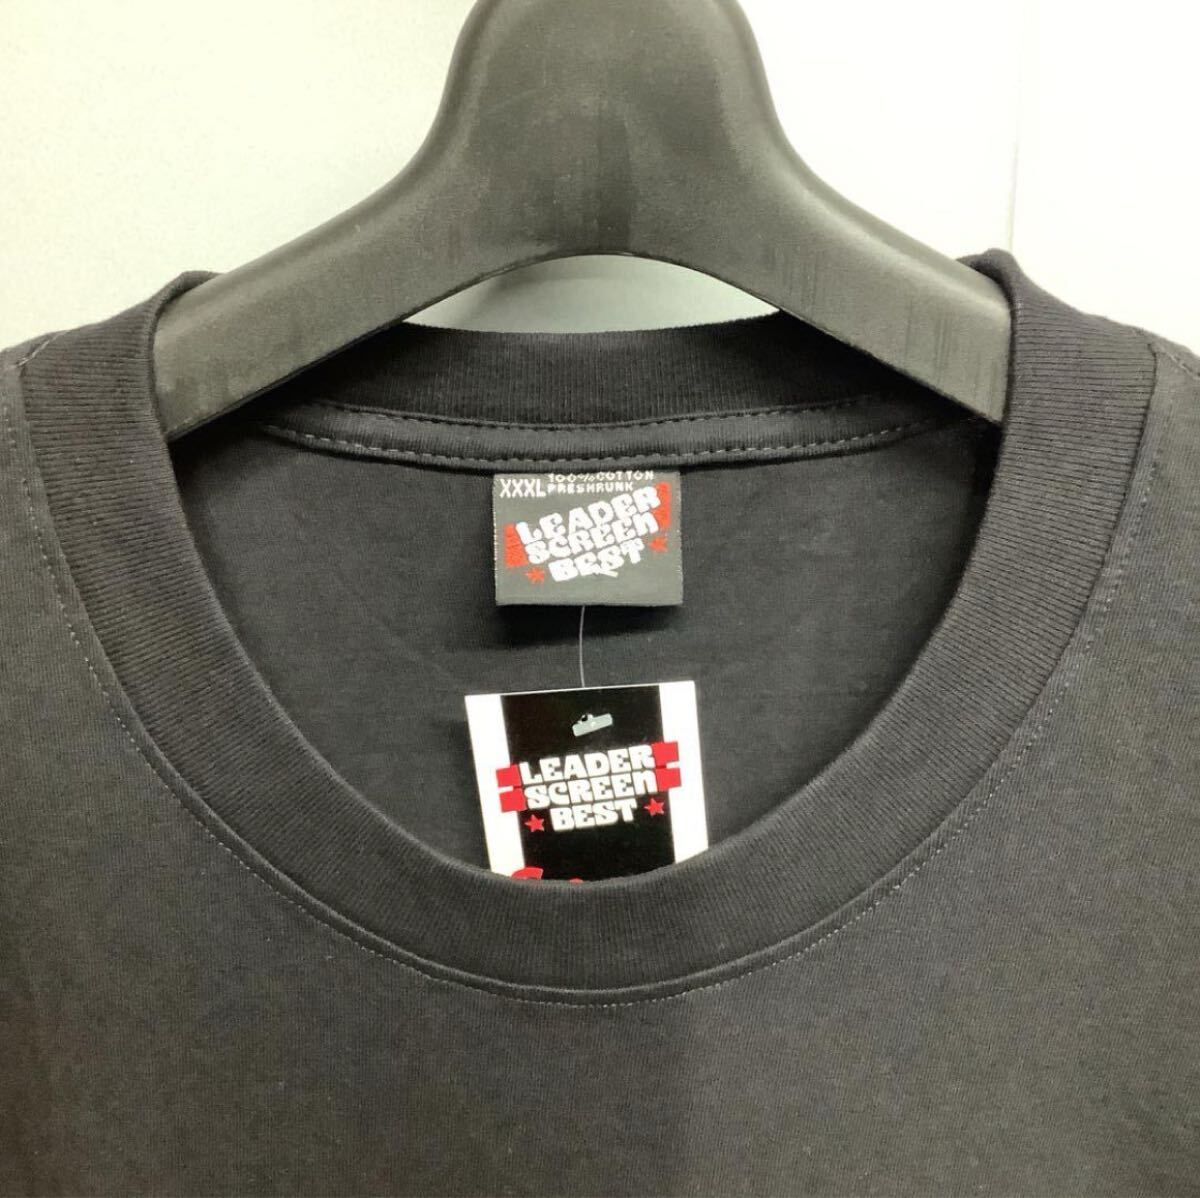 XXXL 100% COTTON
PRESHRUNK
LEADER
SCREEN
BEST
LEADER
SCREEN
BEST